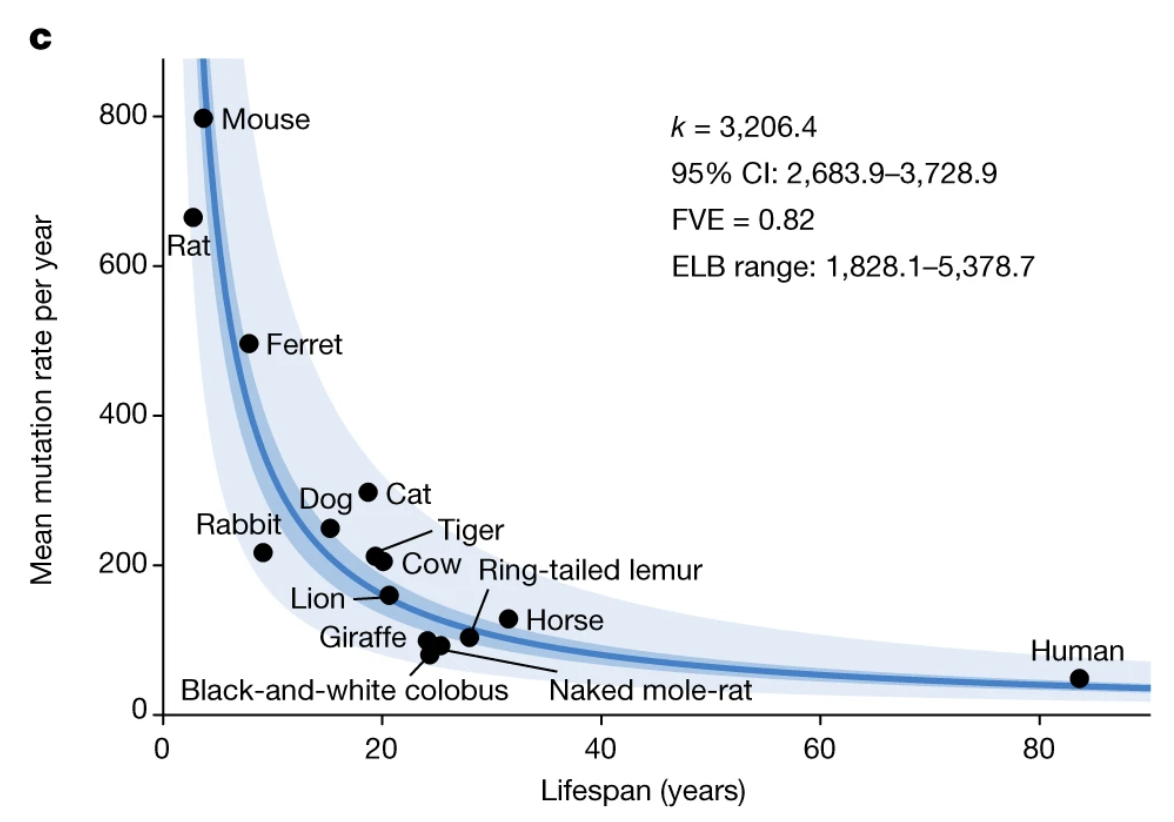 c
800
600
400
200
0
Mean mutation rate per year
k = 3,206.4
95% CI: 2,683.9–3,728.9
FVE = 0.82
ELB range: 1,828.1–5,378.7
Mouse
Rat
Ferret
Dog
Cat
Rabbit
Tiger
Cow
Ring-tailed lemur
Lion
Horse
Giraffe
Human
Black-and-white colobus
Naked mole-rat
0
20
40
60
80
Lifespan (years)